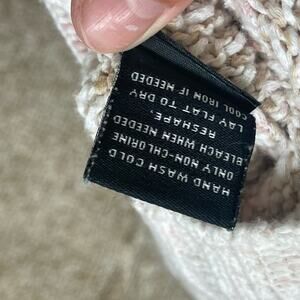 HAND WASH COLD
ONLY NON-CHLORINE
BLEACH WHEN NEEDED
RESHAPE,
LAY FLAT TO DRY
COOL IRON IF NEEDED